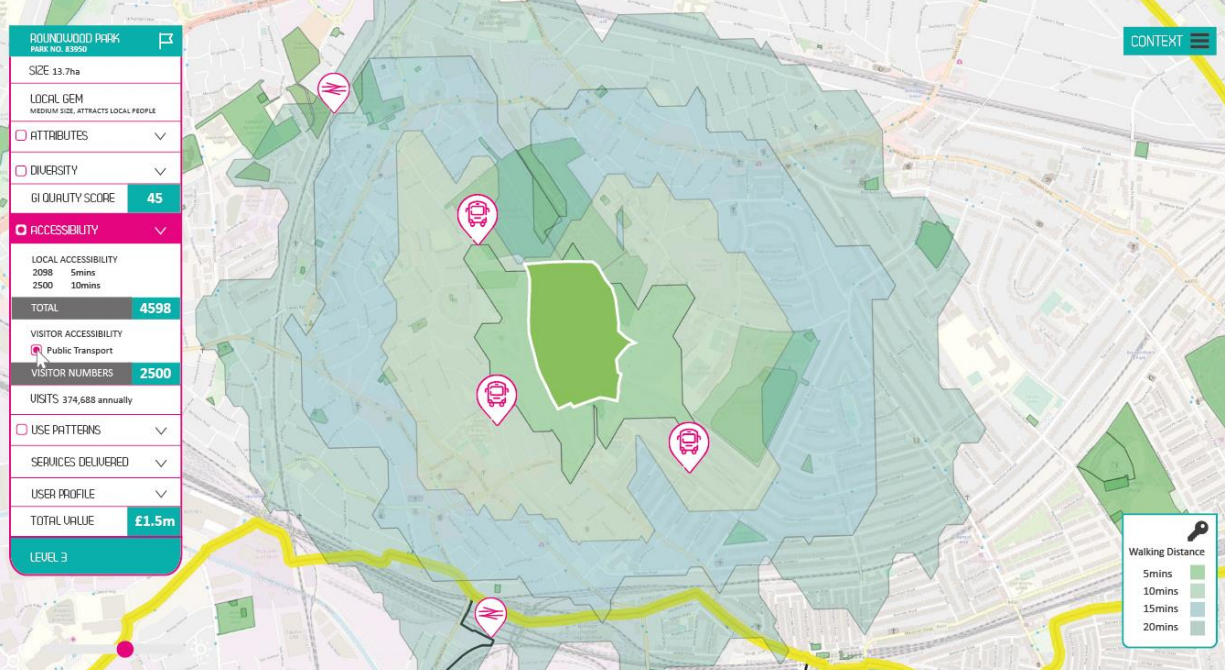 ROUNDWOOD PARK
PARK NO. 83950
SIZE 13.7ha
LOCAL GEM
MEDIUM SIZE, ATTRACTS LOCAL PEOPLE
ATTRIBUTES
DIVERSITY
GI QUALITY SCORE 45
ACCESSIBILITY
LOCAL ACCESSIBILITY
2098 5mins
2500 10mins
TOTAL 4598
VISITOR ACCESSIBILITY
Public Transport
VISITOR NUMBERS 2500
VISITS 374,688 annually
USE PATTERNS
SERVICES DELIVERED
USER PROFILE
TOTAL VALUE £1.5m
LEVEL 3
CONTEXT
Walking Distance
5mins
10mins
15mins
20mins